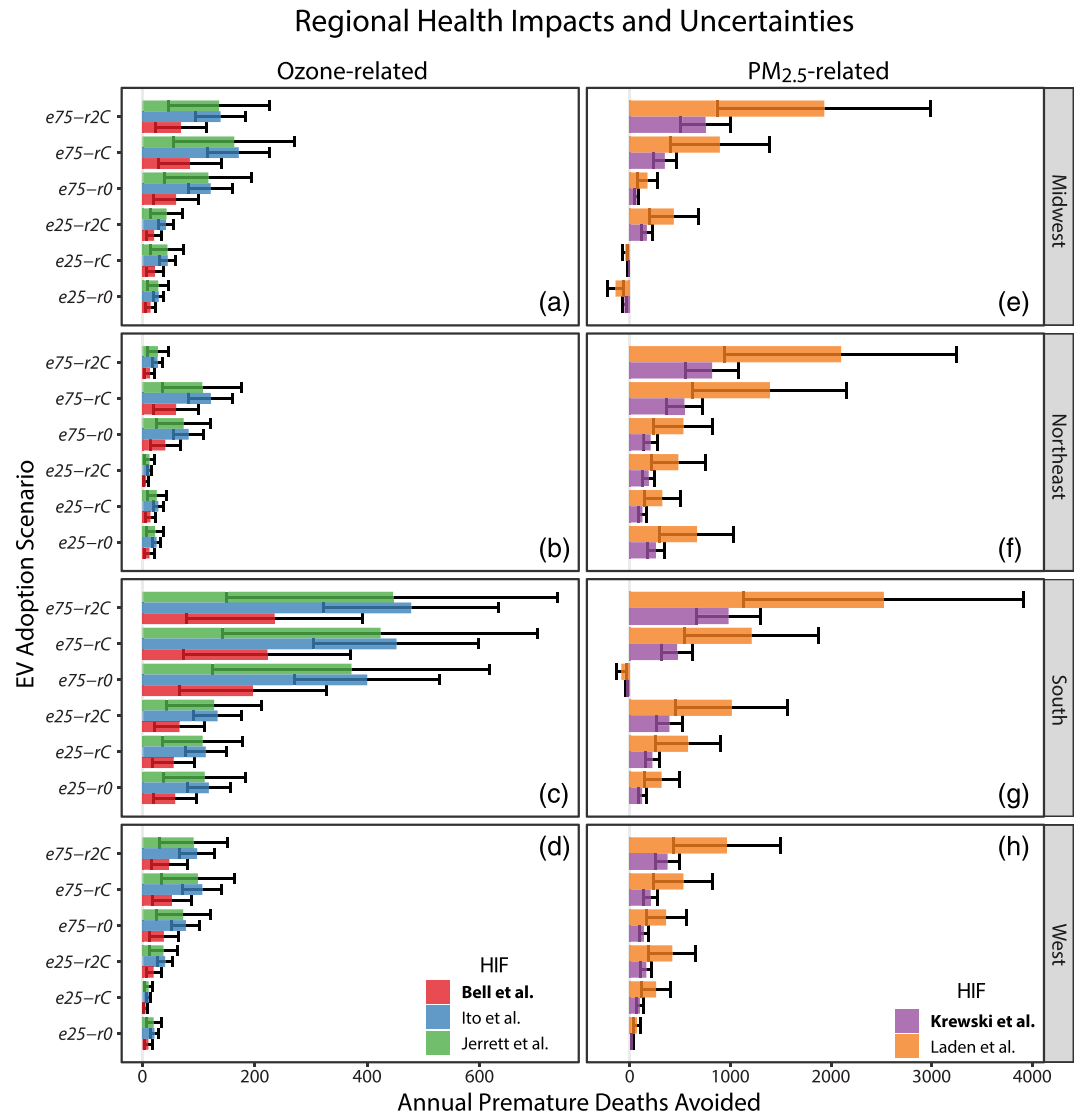 Regional Health Impacts and Uncertainties
Ozone-related
PM2.5-related
EV Adoption Scenario
e75−r2C
e75−rC
e75−r0
e25−r2C
e25−rC
e25−r0
(a)
(e)
Midwest
e75−r2C
e75−rC
e75−r0
e25−r2C
e25−rC
e25−r0
(b)
(f)
Northeast
e75−r2C
e75−rC
e75−r0
e25−r2C
e25−rC
e25−r0
(c)
(g)
South
e75−r2C
e75−rC
e75−r0
e25−r2C
e25−rC
e25−r0
(d)
HIF
Bell et al.
Ito et al.
Jerrett et al.
(h)
HIF
Krewski et al.
Laden et al.
West
0 200 400 600
0 1000 2000 3000 4000
Annual Premature Deaths Avoided